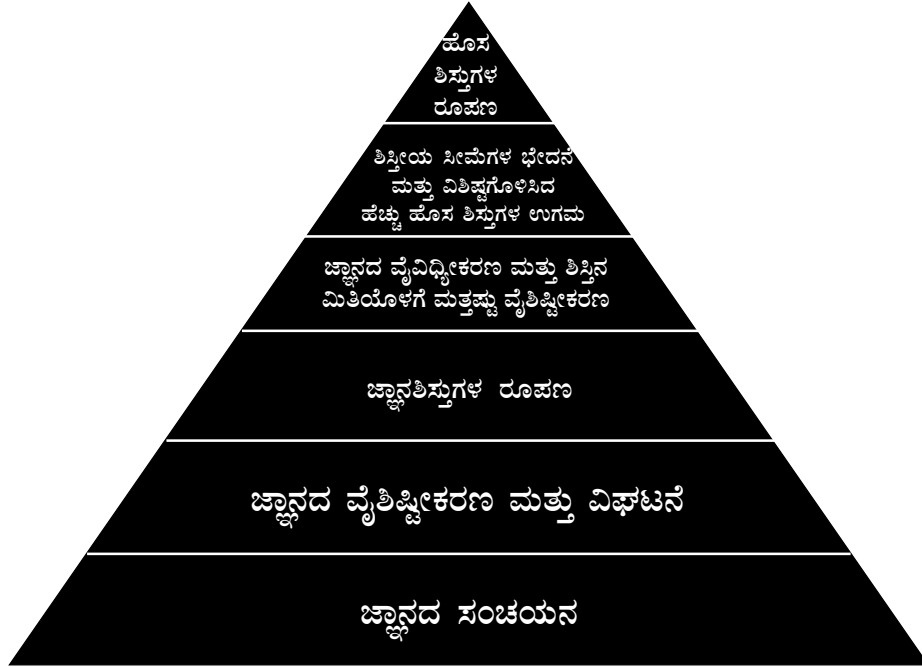 ಹೊಸ
ಶಿಸ್ತುಗಳ
ರೂಪಣ
ಶಿಸ್ತೀಯ ಸೀಮೆಗಳ ಭೇದನೆ
ಮತ್ತು ವಿಶಿಷ್ಟಗೊಳಿಸಿದ
ಹೆಚ್ಚು ಹೊಸ ಶಿಸ್ತುಗಳ ಉಗಮ
ಜ್ಞಾನದ ವೈವಿಧ್ಯೀಕರಣ ಮತ್ತು ಶಿಸ್ತಿನ
ಮಿತಿಯೊಳಗೆ ಮತ್ತಷ್ಟು ವೈಶಿಷ್ಟೀಕರಣ
ಜ್ಞಾನಶಿಸ್ತುಗಳ ರೂಪಣ
ಜ್ಞಾನದ ವೈಶಿಷ್ಟೀಕರಣ ಮತ್ತು ವಿಘಟನೆ
ಜ್ಞಾನದ ಸಂಚಯನ